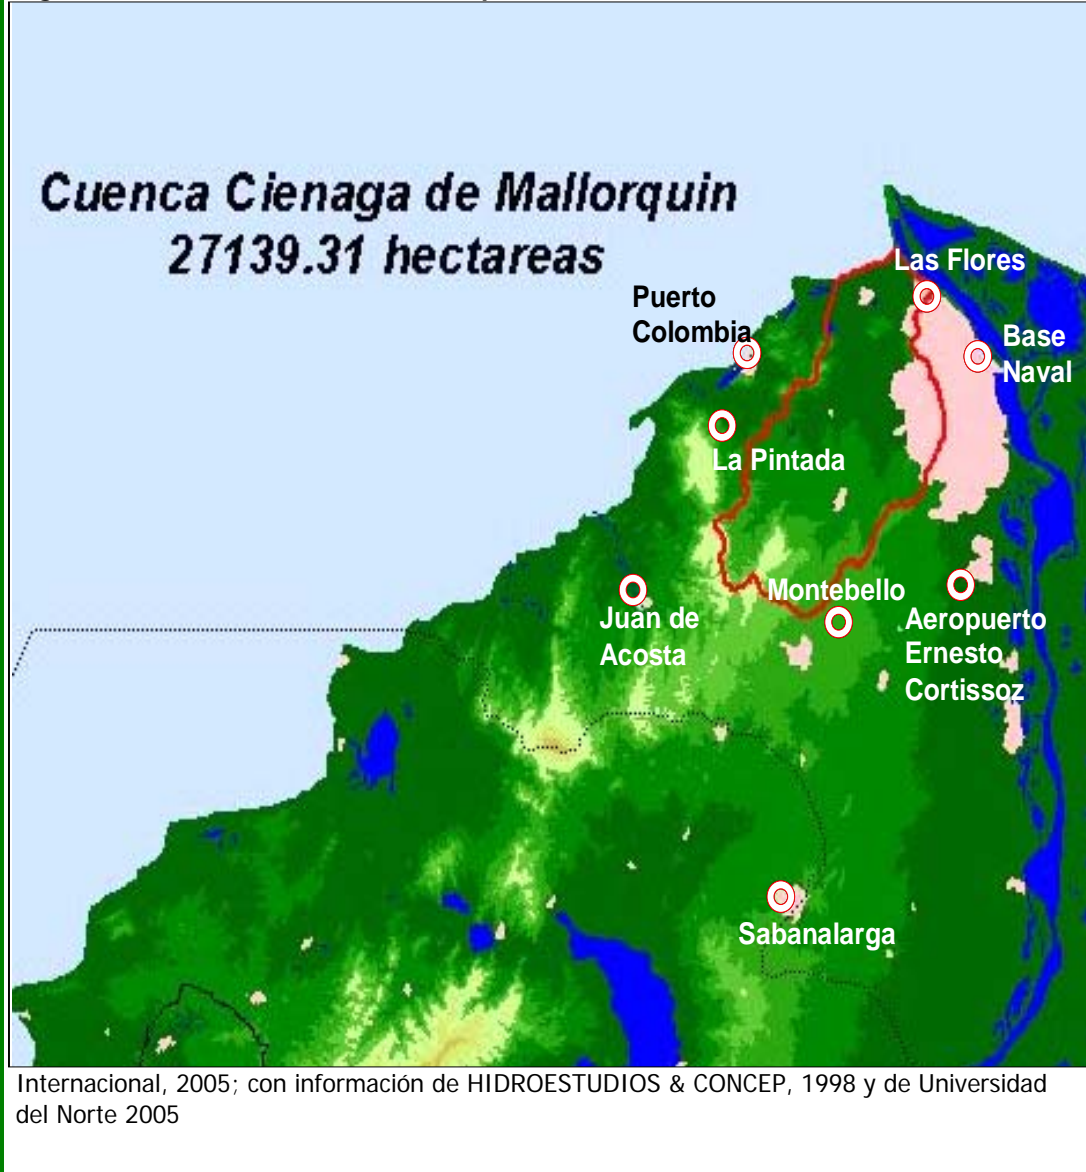 Cuenca Cienaga de Mallorquin
27139.31 hectareas
Las Flores
Puerto
Colombia
Base
Naval
La Pintada
Montebello
Juan de
Acosta
Aeropuerto
Ernesto
Cortissoz
Sabanalarga
Internacional, 2005; con información de HIDROESTUDIOS & CONCEP, 1998 y de Universidad
del Norte 2005